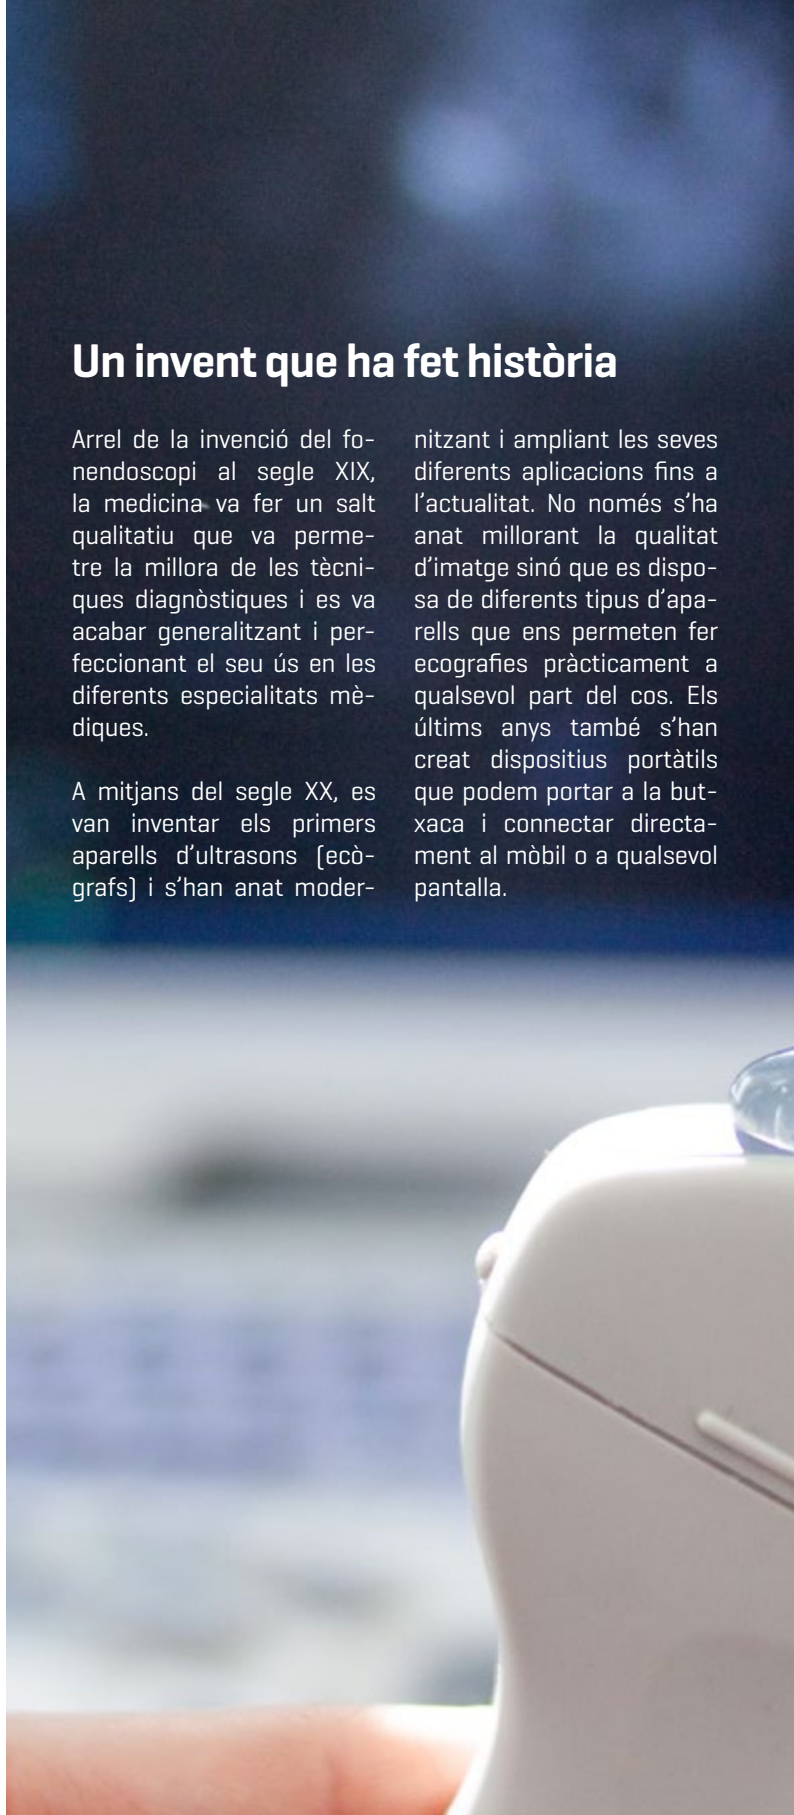 Un invent que ha fet història
Arrel de la invenció del fo-
nendoscopi al segle XIX,
la medicina va fer un salt
qualitatiu que va perme-
tre la millora de les tècni-
ques diagnòstiques i es va
acabar generalitzant i per-
feccionant el seu ús en les
diferents especialitats mè-
diques.
A mitjans del segle XX, es
van inventar els primers
aparells d'ultrasons (ecò-
grafs) i s'han anat moder-
nitzant i ampliant les seves
diferents aplicacions fins a
l'actualitat. No només s'ha
anat millorant la qualitat
d'imatge sinó que es dispo-
sa de diferents tipus d'apa-
rells que ens permeten fer
ecografies pràcticament a
qualsevol part del cos. Els
últims anys també s'han
creat dispositius portàtils
que podem portar a la but-
xaca i connectar directa-
ment al mòbil o a qualsevol
pantalla.